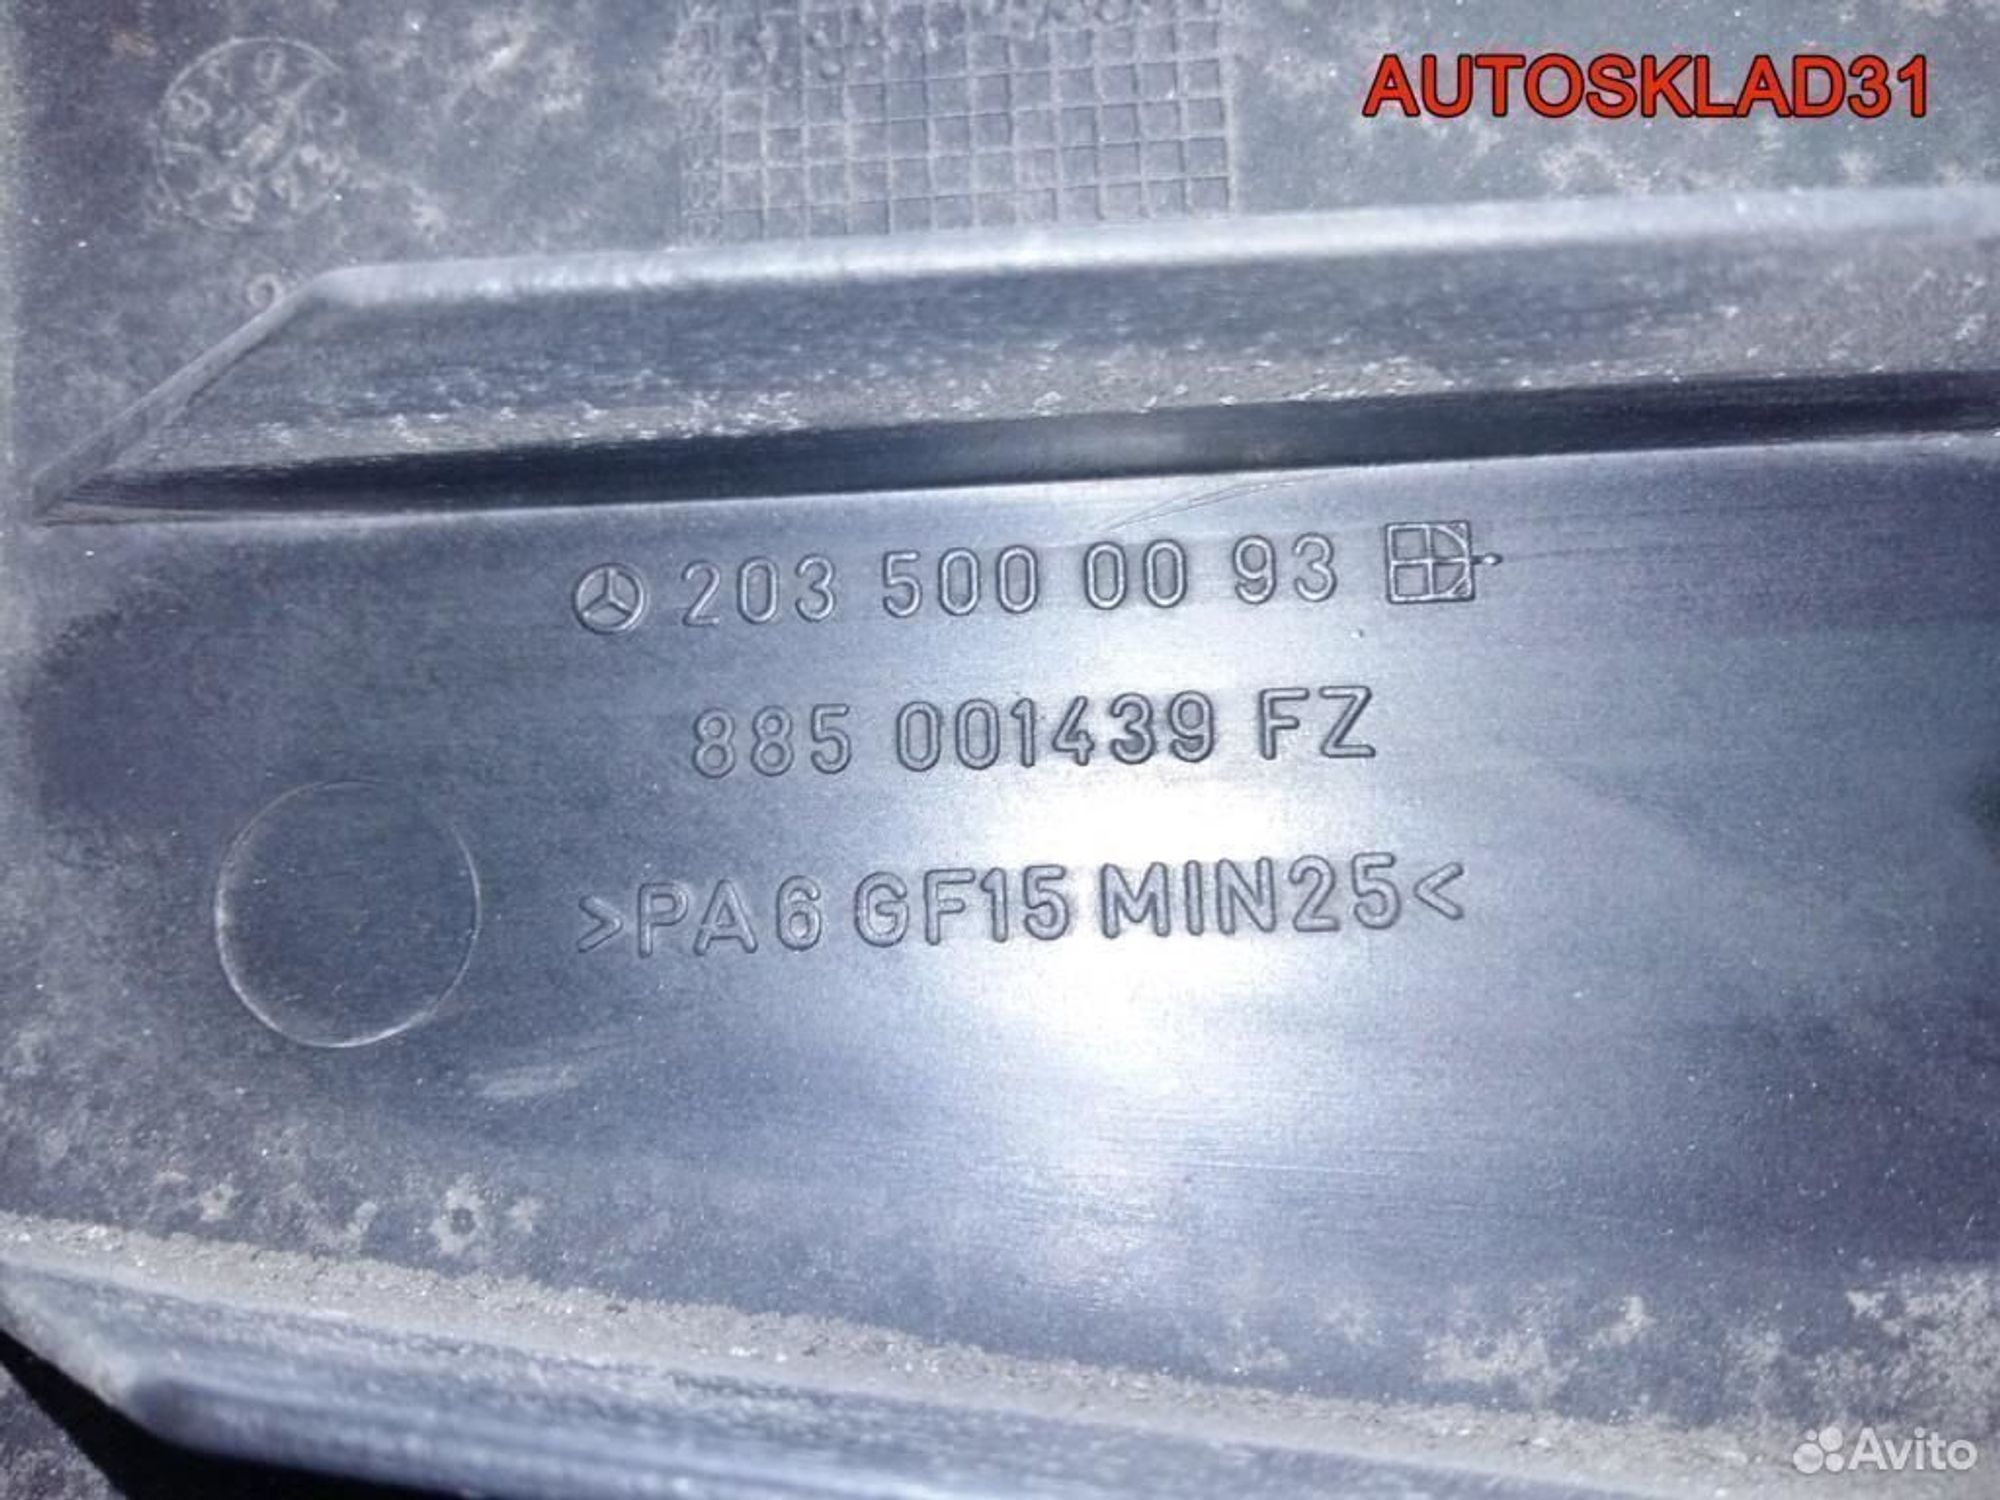 AUTOSKLAD31
203 500 00 93
885 001439 FZ
>PA6 GF15 MIN25<
Avito